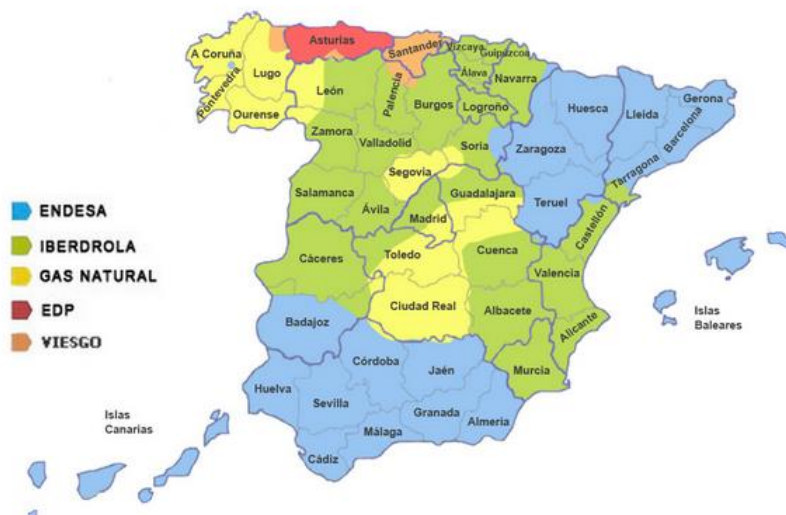 A Coruña
Lugo
Pontevedra
Ourense
Asturias
Santander
Vizcaya
Guipúzcoa
Álava
Navarra
León
Palencia
Burgos
Logroño
Huesca
Lleida
Gerona
Barcelona
Tarragona
Zamora
Valladolid
Soria
Zaragoza
Segovia
Salamanca
Ávila
Guadalajara
Madrid
Teruel
Castellón
ENDESA
IBERDROLA
GAS NATURAL
EDP
VIESGO
Cáceres
Toledo
Cuenca
Valencia
Ciudad Real
Albacete
Alicante
Islas
Baleares
Badajoz
Murcia
Córdoba
Jaén
Huelva
Sevilla
Granada
Almería
Málaga
Cádiz
Islas
Canarias